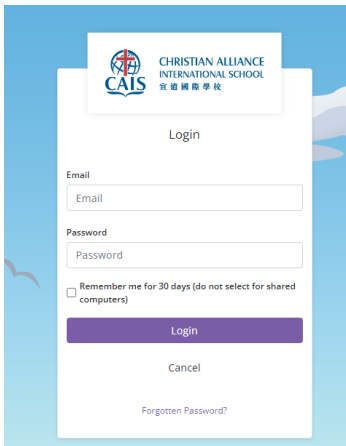 CAIS
CHRISTIAN ALLIANCE
INTERNATIONAL SCHOOL
宣道國際學校
Login
Email
Email
Password
Password
Remember me for 30 days (do not select for shared
computers)
Login
Cancel
Forgotten Password?